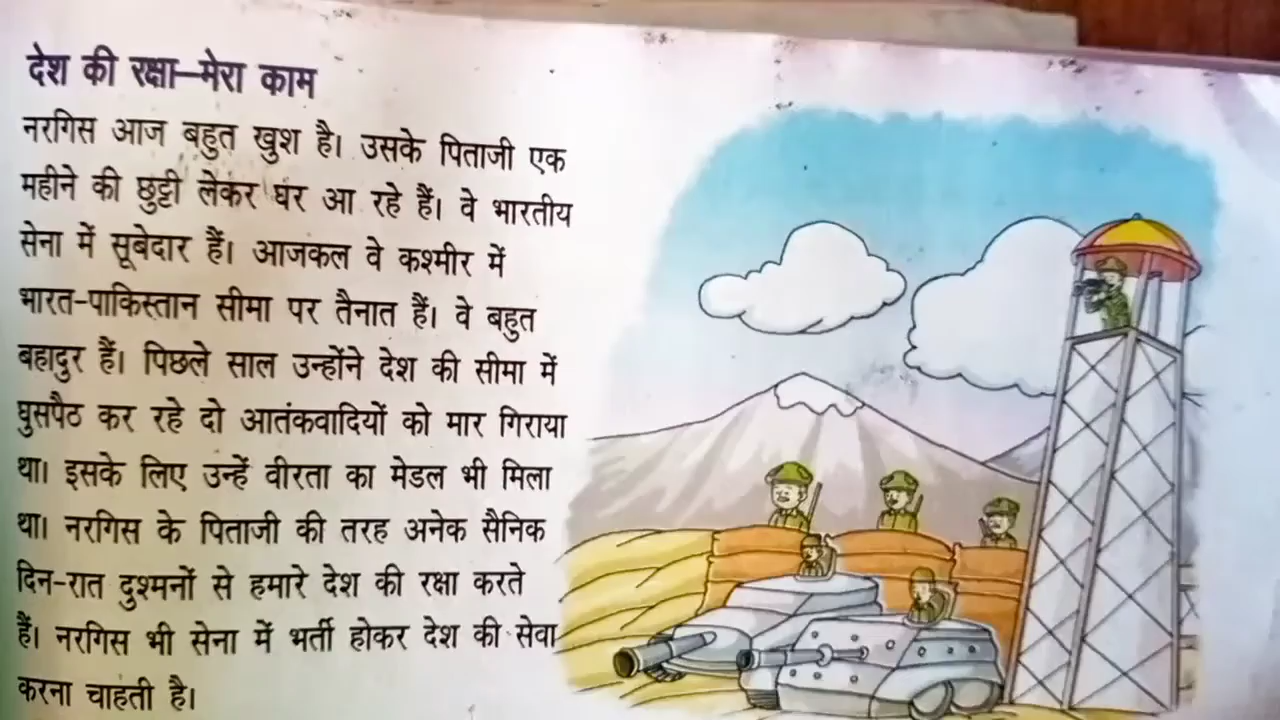 देश की रक्षा–मेरा काम
नरगिस आज बहुत खुश है। उसके पिताजी एक
महीने की छुट्टी लेकर घर आ रहे हैं। वे भारतीय
सेना में सूबेदार हैं। आजकल वे कश्मीर में
भारत-पाकिस्तान सीमा पर तैनात हैं। वे बहुत
बहादुर हैं। पिछले साल उन्होंने देश की सीमा में
घुसपैठ कर रहे दो आतंकवादियों को मार गिराया
था। इसके लिए उन्हें वीरता का मेडल भी मिला
था। नरगिस के पिताजी की तरह अनेक सैनिक
दिन-रात दुश्मनों से हमारे देश की रक्षा करते
हैं। नरगिस भी सेना में भर्ती होकर देश की सेवा
करना चाहती है।